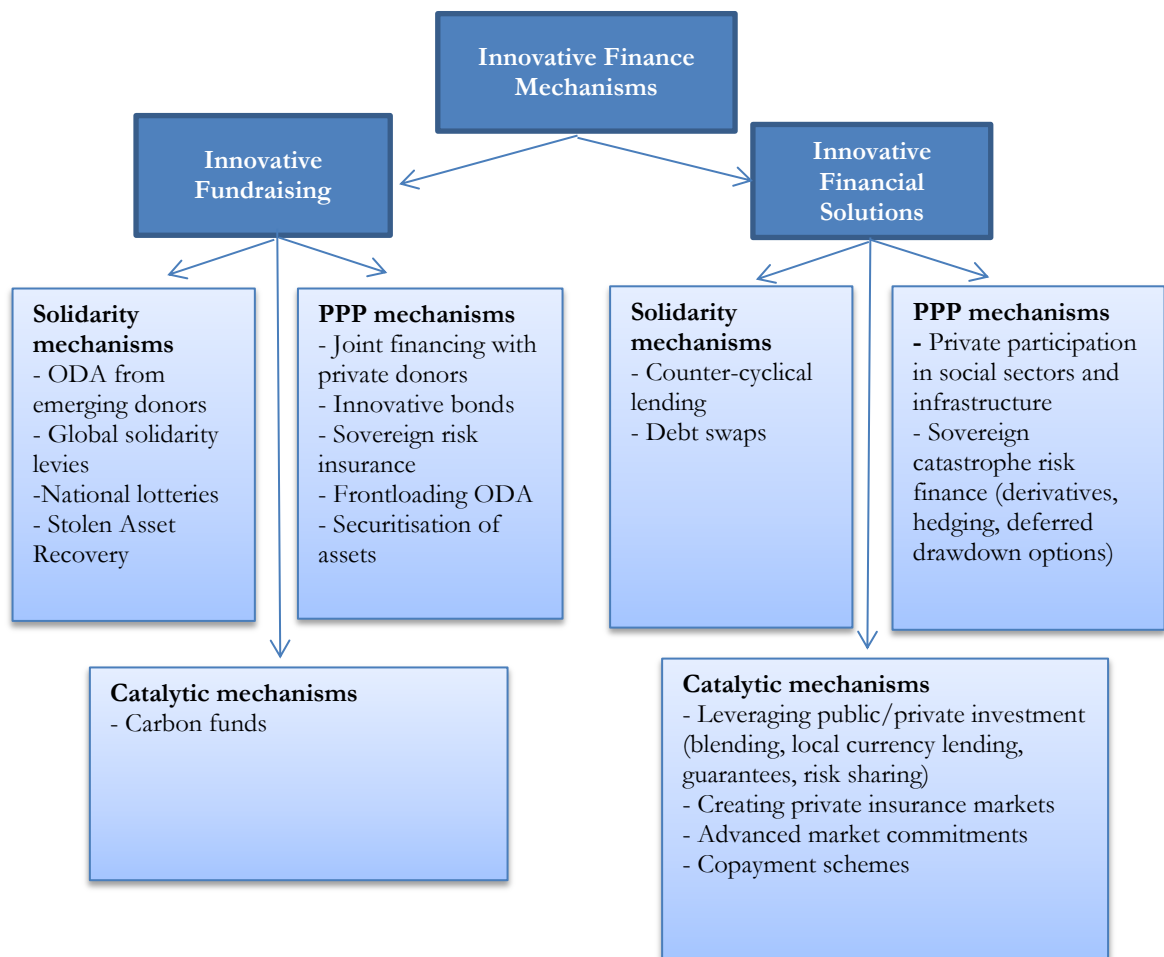 Innovative Finance
Mechanisms
Innovative
Fundraising
Innovative
Financial
Solutions
Solidarity
mechanisms
- ODA from
emerging donors
- Global solidarity
levies
-National lotteries
- Stolen Asset
Recovery
PPP mechanisms
- Joint financing with
private donors
- Innovative bonds
- Sovereign risk
insurance
- Frontloading ODA
- Securitisation of
assets
Solidarity
mechanisms
- Counter-cyclical
lending
- Debt swaps
PPP mechanisms
- Private participation
in social sectors and
infrastructure
- Sovereign
catastrophe risk
finance (derivatives,
hedging, deferred
drawdown options)
Catalytic mechanisms
- Carbon funds
Catalytic mechanisms
- Leveraging public/private investment
(blending, local currency lending,
guarantees, risk sharing)
- Creating private insurance markets
- Advanced market commitments
- Copayment schemes